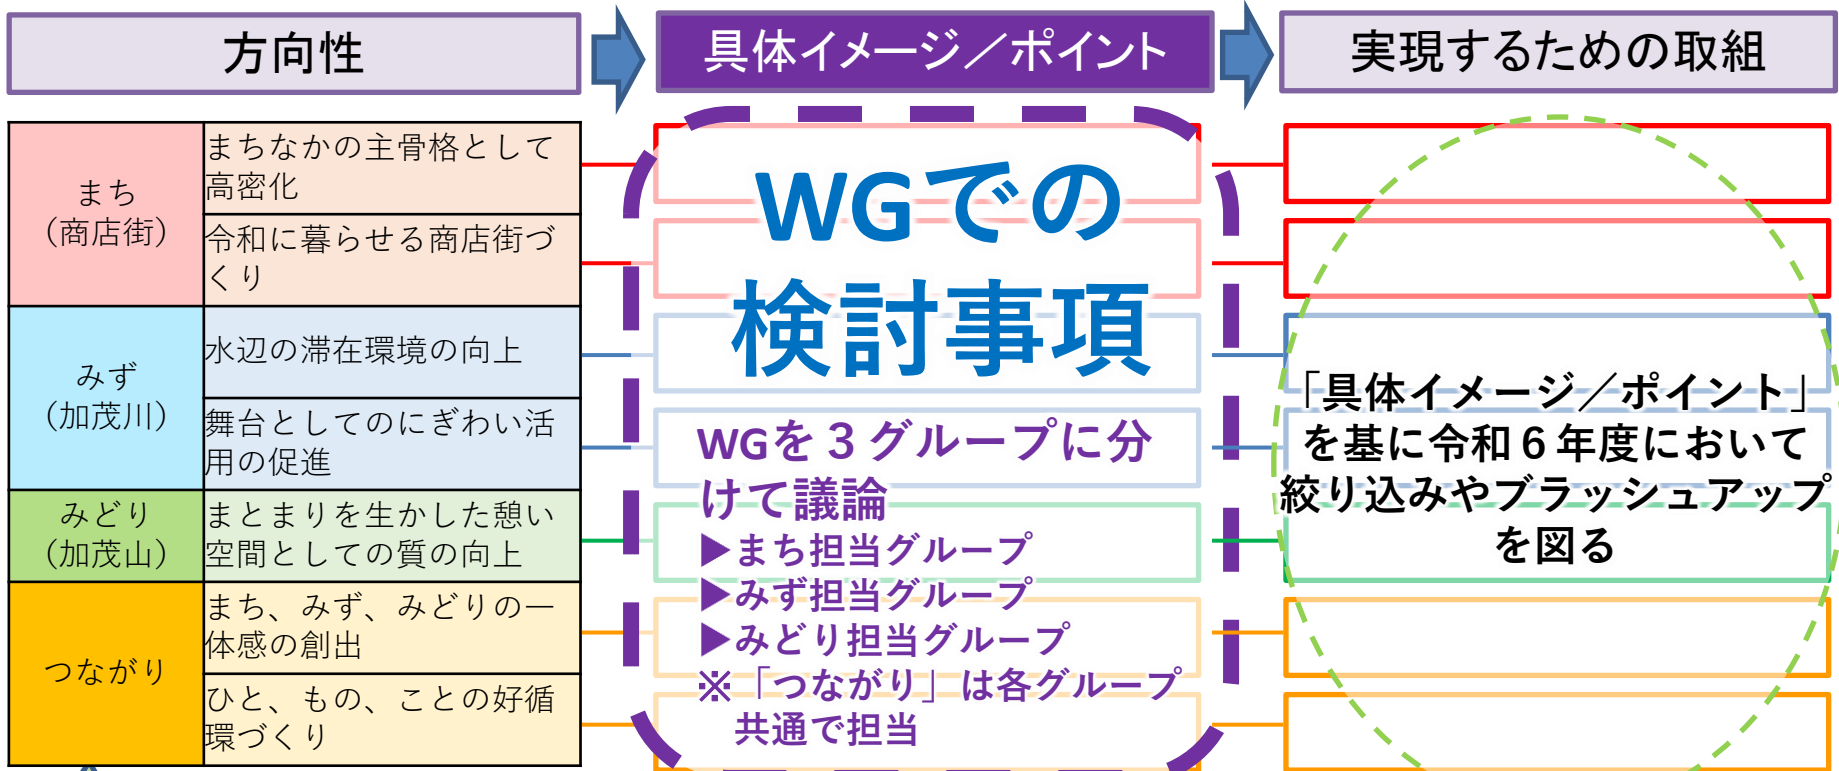 方向性
具体イメージ／ポイント
実現するための取組
まち
（商店街）
まちなかの主骨格として
高密化
令和に暮らせる商店街づ
くり
みず
（加茂川）
水辺の滞在環境の向上
舞台としてのにぎわい活
用の促進
みどり
（加茂山）
まとまりを生かした憩い
空間としての質の向上
つながり
まち、みず、みどりの一
体感の創出
ひと、もの、ことの好循
環づくり
WGでの
検討事項
WGを３グループに分
けて議論
▶まち担当グループ
▶みず担当グループ
▶みどり担当グループ
※「つながり」は各グループ
共通で担当
「具体イメージ／ポイント」
を基に令和６年度において
絞り込みやブラッシュアップ
を図る